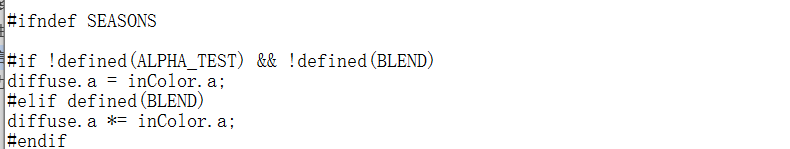 #ifndef SEASONS
#if !defined(ALPHA_TEST) && !defined(BLEND)
diffuse.a = inColor.a;
#elif defined(BLEND)
diffuse.a *= inColor.a;
#endif